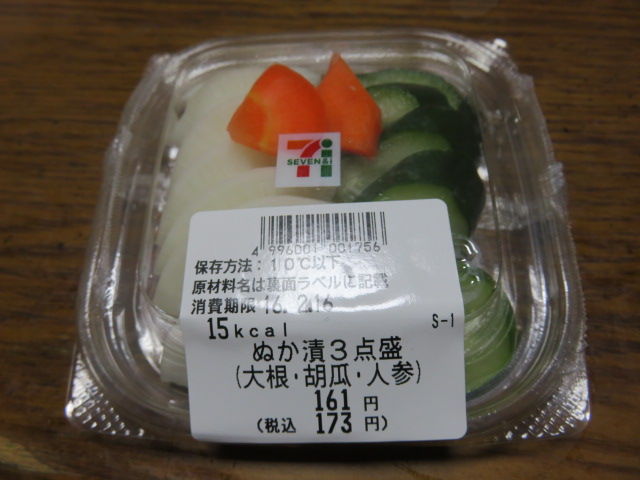 SEVEN&i
4 996001 001756
保存方法：10℃以下
原材料名は裏面ラベルに記載
消費期限 16. 2.16
15kcal S-1
ぬか漬3点盛
(大根・胡瓜・人参)
161 円
(税込 173 円)